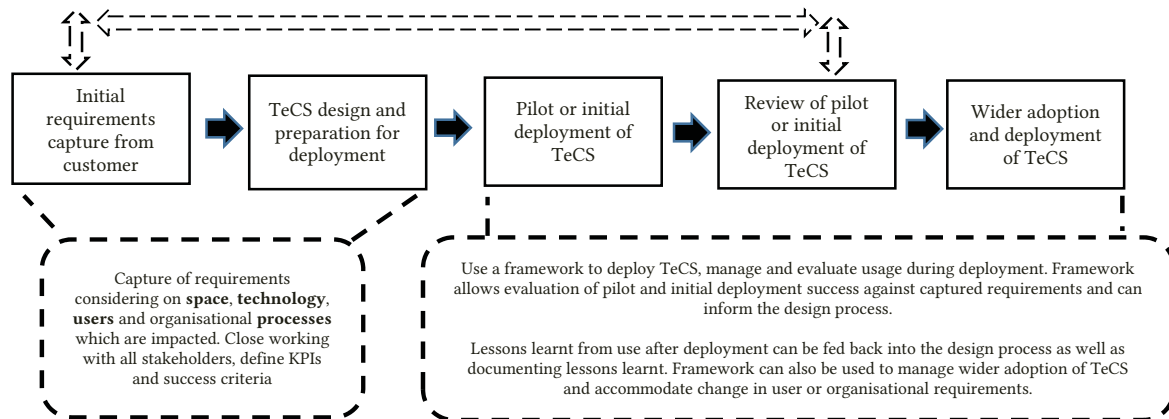 Initial
requirements
capture from
customer
TeCS design and
preparation for
deployment
Pilot or initial
deployment of
TeCS
Review of pilot
or initial
deployment of
TeCS
Wider adoption
and deployment
of TeCS
Capture of requirements
considering on space, technology,
users and organisational processes
which are impacted. Close working
with all stakeholders, define KPIs
and success criteria
Use a framework to deploy TeCS, manage and evaluate usage during deployment. Framework
allows evaluation of pilot and initial deployment success against captured requirements and can
inform the design process.
Lessons learnt from use after deployment can be fed back into the design process as well as
documenting lessons learnt. Framework can also be used to manage wider adoption of TeCS
and accommodate change in user or organisational requirements.